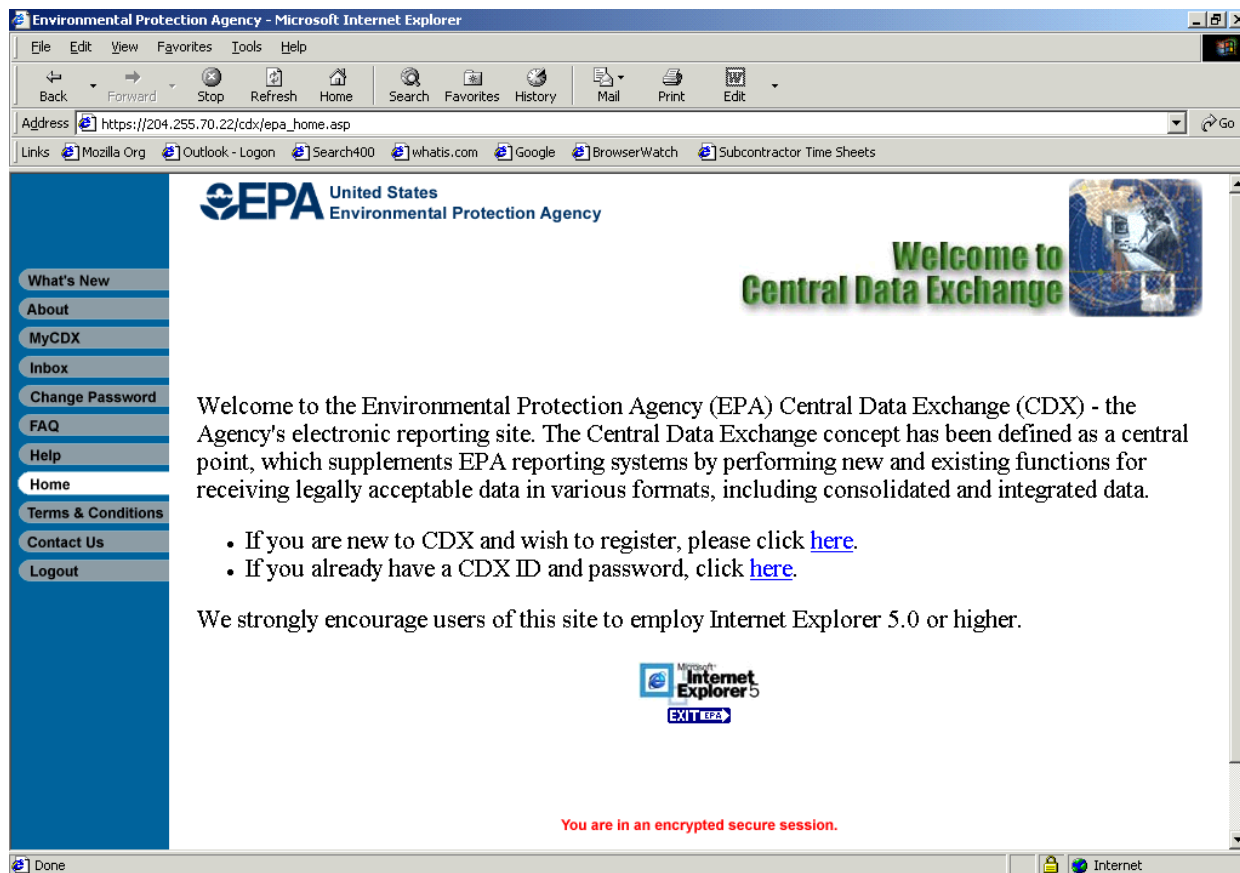 Environmental Protection Agency - Microsoft Internet Explorer
File Edit View Favorites Tools Help
Back Forward Stop Refresh Home Search Favorites History Mail Print Edit
Address https://204.255.70.22/cdx/epa_home.asp Go
Links Mozilla Org Outlook - Logon Search400 whatis.com Google BrowserWatch Subcontractor Time Sheets
EPA United States
Environmental Protection Agency
Welcome to
Central Data Exchange
What's New
About
MyCDX
Inbox
Change Password
FAQ
Help
Home
Terms & Conditions
Contact Us
Logout
Welcome to the Environmental Protection Agency (EPA) Central Data Exchange (CDX) - the
Agency's electronic reporting site. The Central Data Exchange concept has been defined as a central
point, which supplements EPA reporting systems by performing new and existing functions for
receiving legally acceptable data in various formats, including consolidated and integrated data.
• If you are new to CDX and wish to register, please click here.
• If you already have a CDX ID and password, click here.
We strongly encourage users of this site to employ Internet Explorer 5.0 or higher.
Microsoft
Internet
Explorer 5
EXIT EPA
You are in an encrypted secure session.
Done Internet